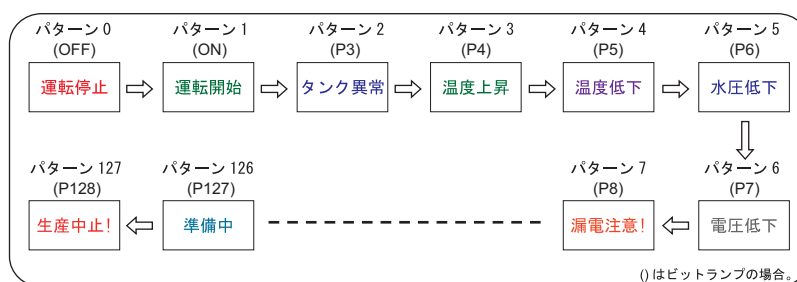 パターン 0 パターン 1 パターン 2 パターン 3 パターン 4 パターン 5
(OFF) (ON) (P3) (P4) (P5) (P6)
運転停止 運転開始 タンク異常 温度上昇 温度低下 水圧低下
パターン 127 パターン 126 パターン 7 パターン 6
(P128) (P127) (P8) (P7)
生産中止! 準備中 漏電注意! 電圧低下
() はビットランプの場合。